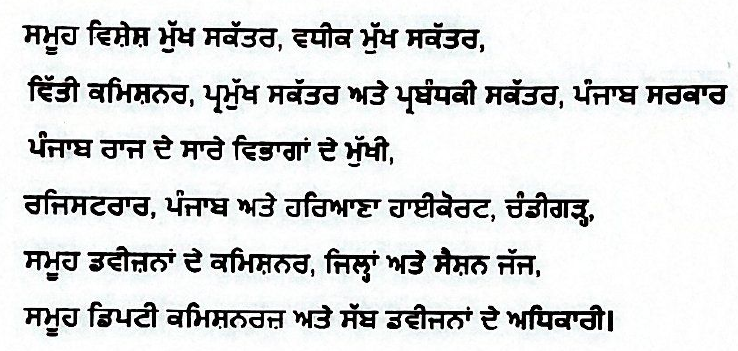 ਸਮੂਹ ਵਿਸ਼ੇਸ਼ ਮੁੱਖ ਸਕੱਤਰ, ਵਧੀਕ ਮੁੱਖ ਸਕੱਤਰ,
ਵਿੱਤੀ ਕਮਿਸ਼ਨਰ, ਪ੍ਰਮੁੱਖ ਸਕੱਤਰ ਅਤੇ ਪ੍ਰਬੰਧਕੀ ਸਕੱਤਰ, ਪੰਜਾਬ ਸਰਕਾਰ
ਪੰਜਾਬ ਰਾਜ ਦੇ ਸਾਰੇ ਵਿਭਾਗਾਂ ਦੇ ਮੁੱਖੀ,
ਰਜਿਸਟਰਾਰ, ਪੰਜਾਬ ਅਤੇ ਹਰਿਆਣਾ ਹਾਈਕੋਰਟ, ਚੰਡੀਗੜ੍ਹ,
ਸਮੂਹ ਡਵੀਜ਼ਨਾਂ ਦੇ ਕਮਿਸ਼ਨਰ, ਜਿਲ੍ਹਾਂ ਅਤੇ ਸੈਸ਼ਨ ਜੱਜ,
ਸਮੂਹ ਡਿਪਟੀ ਕਮਿਸ਼ਨਰਜ਼ ਅਤੇ ਸੱਬ ਡਵੀਜਨਾਂ ਦੇ ਅਧਿਕਾਰੀ।